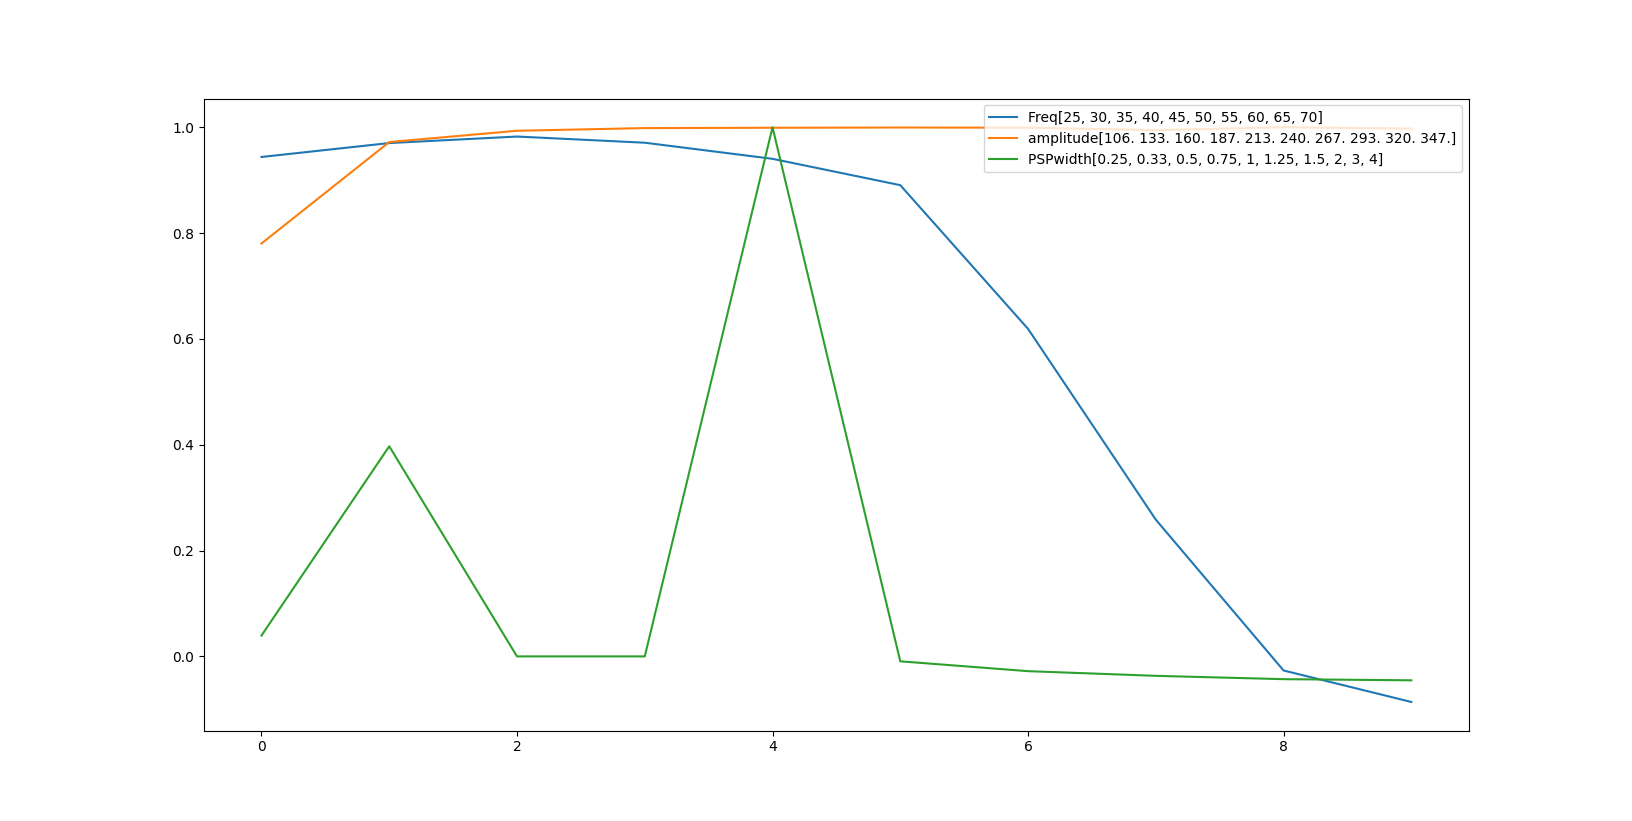 1.0
0.8
0.6
0.4
0.2
0.0
0 2 4 6 8
Freq[25, 30, 35, 40, 45, 50, 55, 60, 65, 70]
amplitude[106. 133. 160. 187. 213. 240. 267. 293. 320. 347.]
PSPwidth[0.25, 0.33, 0.5, 0.75, 1, 1.25, 1.5, 2, 3, 4]